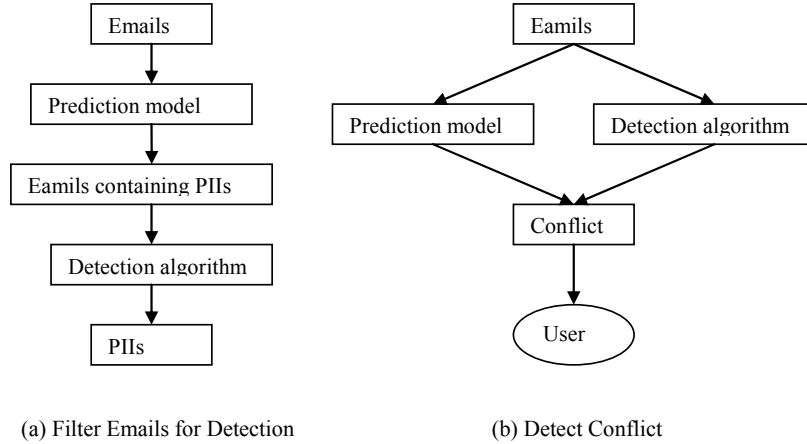 Emails
Prediction model
Eamils containing PIIs
Detection algorithm
PIIs
(a) Filter Emails for Detection
Eamils
Prediction model
Detection algorithm
Conflict
User
(b) Detect Conflict